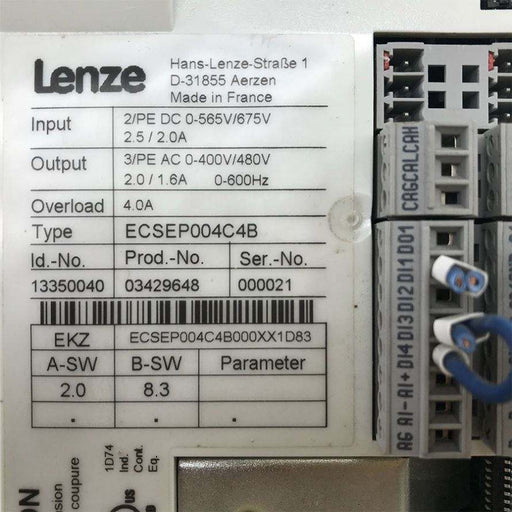 Lenze
Hans-Lenze-Straße 1
D-31855 Aerzen
Made in France
Input 2/PE DC 0-565V/675V
2.5 / 2.0A
Output 3/PE AC 0-400V/480V
2.0 / 1.6A 0-600Hz
Overload 4.0A
Type ECSEP004C4B
Id.-No. Prod.-No. Ser.-No.
13350040 03429648 000021
EKZ ECSEP004C4B000XX1D83
A-SW B-SW Parameter
2.0 8.3
. . .
1D74
Ind.
Cont.
Eq.
ON
coupure
us
CAG CAL CAH
AG AI- AI+ DI4 DI3 DI2 DI1 DO1